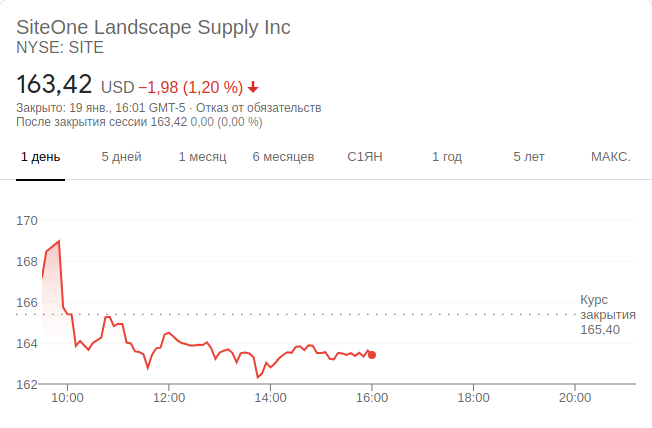 SiteOne Landscape Supply Inc
NYSE: SITE
163,42 USD −1,98 (1,20 %)
Закрыто: 19 янв., 16:01 GMT-5 · Отказ от обязательств
После закрытия сессии 163,42 0,00 (0,00 %)
1 день 5 дней 1 месяц 6 месяцев С1ЯН 1 год 5 лет МАКС.
170
168
166
164
162
Курс
закрытия
165,40
10:00 12:00 14:00 16:00 18:00 20:00